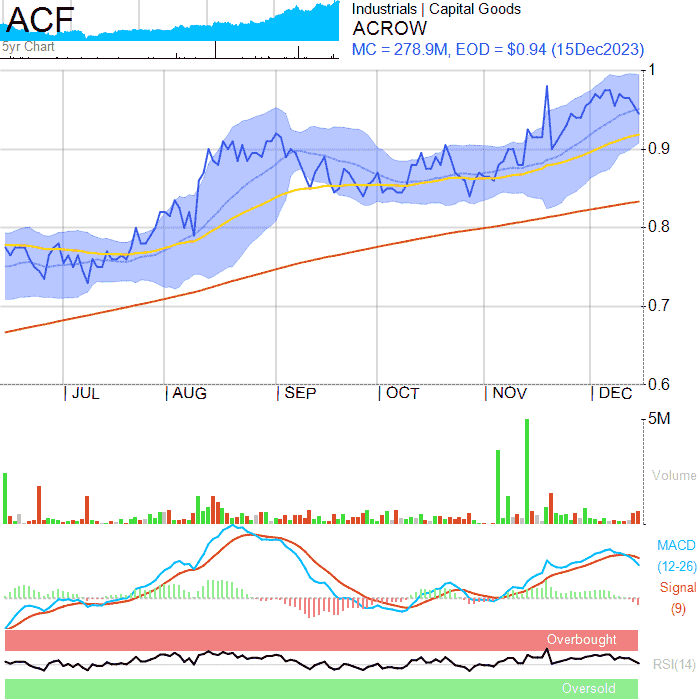 ACF
5yr Chart
Industrials | Capital Goods
ACROW
MC = 278.9M, EOD = $0.94 (15Dec2023)
1
0.9
0.8
0.7
0.6
JUL AUG SEP OCT NOV DEC
5M
Volume
MACD
(12-26)
Signal
(9)
Overbought
RSI(14)
Oversold